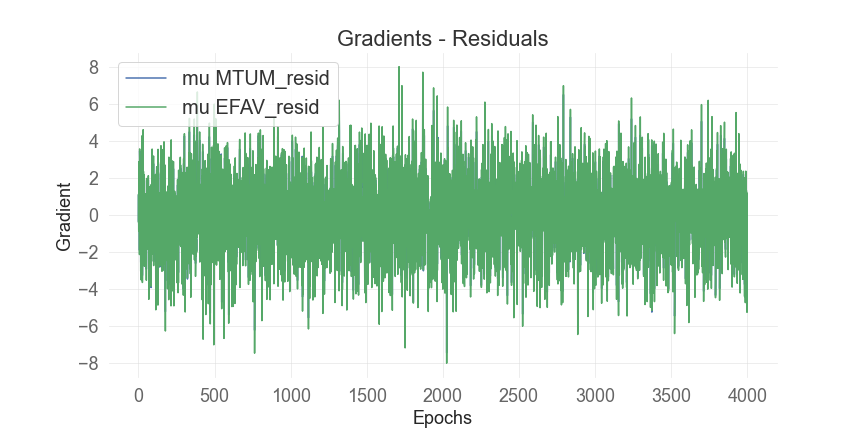 Gradients - Residuals
mu MTUM_resid
mu EFAV_resid
Gradient
8
6
4
2
0
−2
−4
−6
−8
0 500 1000 1500 2000 2500 3000 3500 4000
Epochs